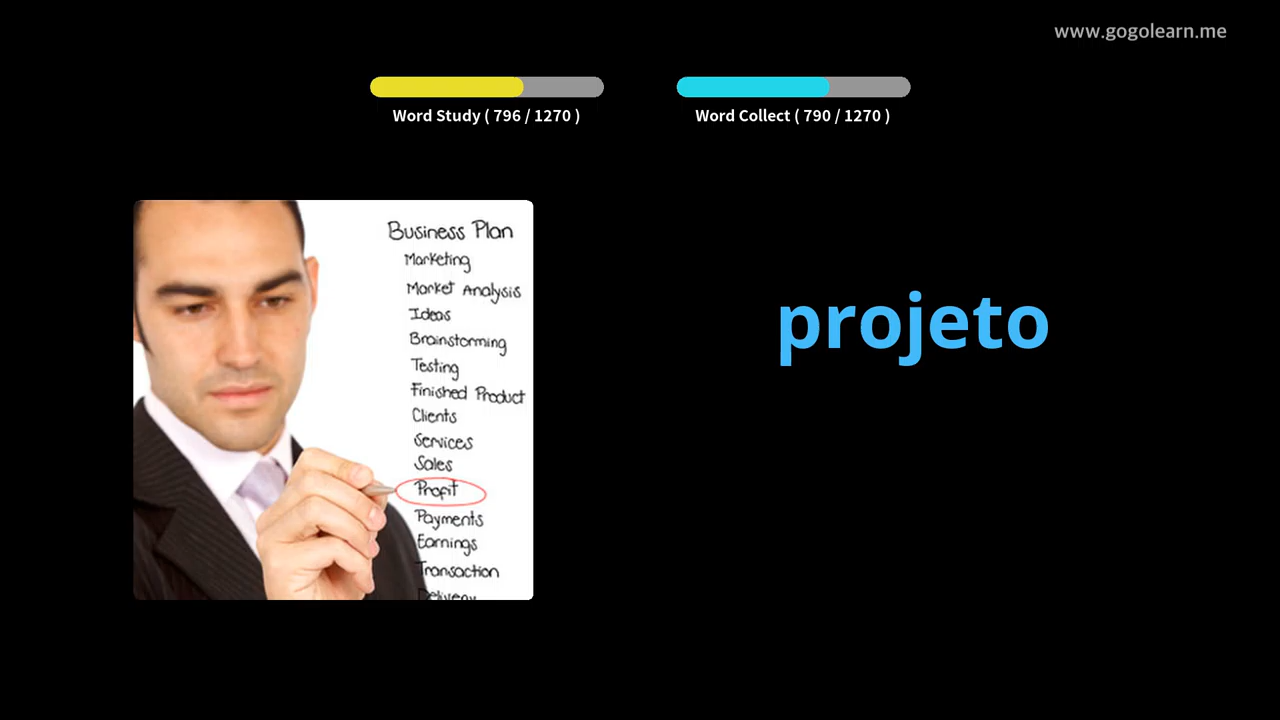 www.gogolearn.me
Word Study ( 796 / 1270 )
Word Collect ( 790 / 1270 )
Business Plan
Marketing
Market Analysis
Ideas
Brainstorming
Testing
Finished Product
Clients
Services
Sales
Profit
Payments
Earnings
Transaction
Delivery
projeto